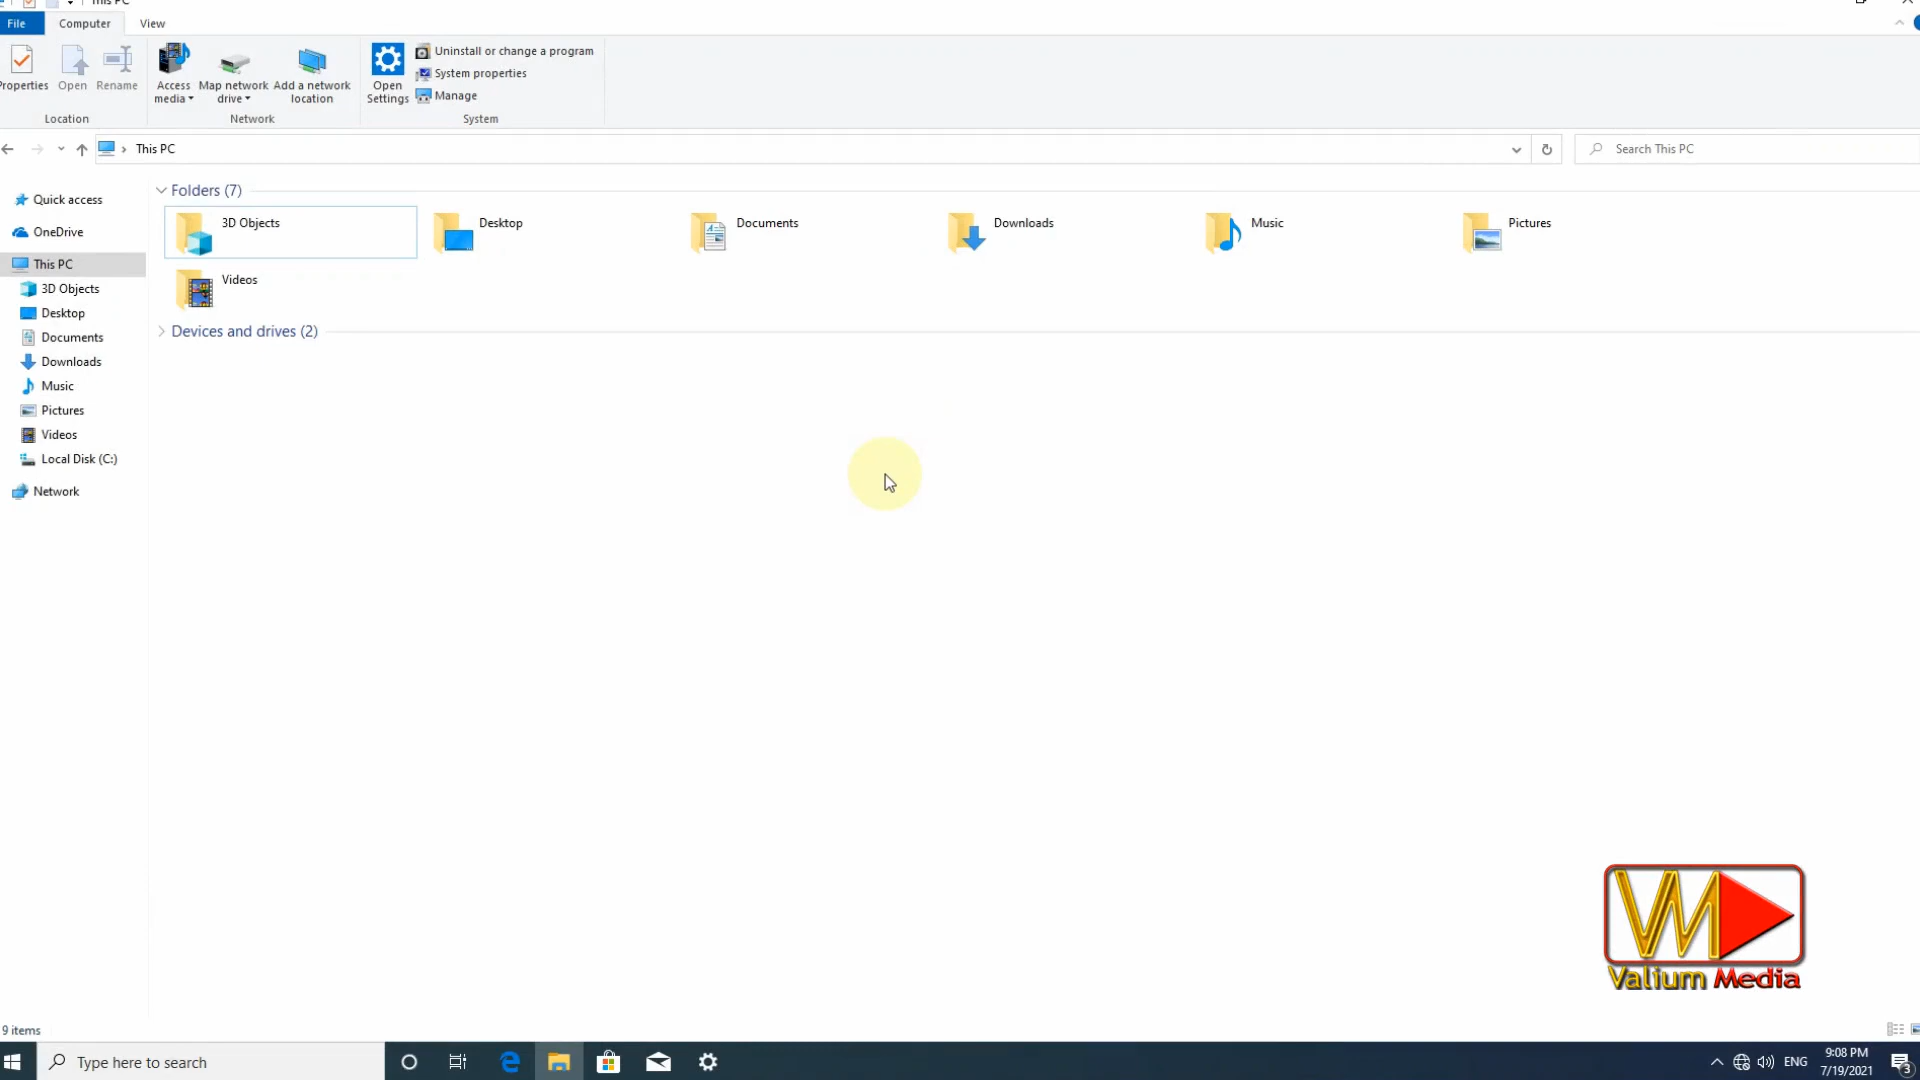 This PC
File Computer View
Properties Open Rename Access media Map network drive Add a network location Open Settings Uninstall or change a program
System properties
Manage
Location Network System
This PC Search This PC
Quick access
OneDrive
This PC
3D Objects
Desktop
Documents
Downloads
Music
Pictures
Videos
Local Disk (C:)
Network
Folders (7)
3D Objects Desktop Documents Downloads Music Pictures
Videos
Devices and drives (2)
VM
Valium Media
9 items
Type here to search
ENG 9:08 PM
7/19/2021
3